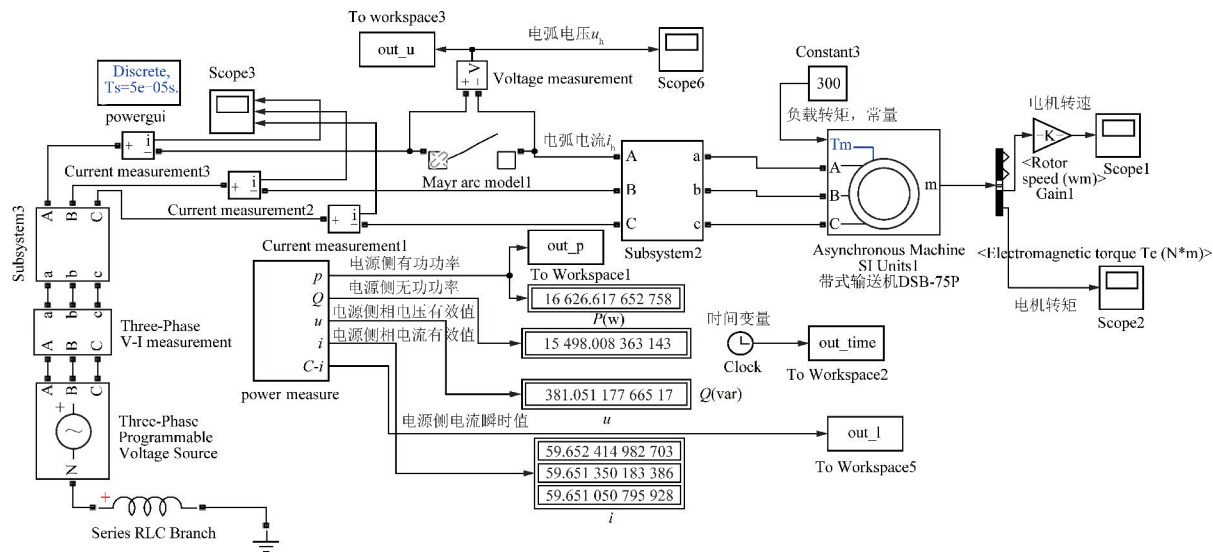 To workspace3
out_u
电弧电压uh
Scope6
Voltage measurement
Constant3
300
负载转矩，常量
Discrete,
Ts=5e−05s.
powergui
Scope3
i
+ −
Current measurement3
+ V −
Mayr arc model1
电弧电流ih
i
+ −
Current measurement2
i
+ −
Current measurement1
A
B
C
a
b
c
Subsystem2
Tm
A
B
C
m
Asynchronous Machine
SI Units1
带式输送机DSB-75P
电机转速
-K-
<Rotor
speed (wm)>
Gain1
Scope1
<Electromagnetic torque Te (N*m)>
电机转矩
Scope2
Subsystem3
A B C
a b c
a b c
A B C
Three-Phase
V-I measurement
A B C
+
N
Three-Phase
Programmable
Voltage Source
+
Series RLC Branch
p
Q
u
i
C-i
power measure
电源侧有功功率
电源侧无功功率
电源侧相电压有效值
电源侧相电流有效值
电源侧电流瞬时值
out_p
To Workspace1
16 626.617 652 758
P(w)
15 498.008 363 143
Q(var)
381.051 177 665 17
u
59.652 414 982 703
59.651 350 183 386
59.651 050 795 928
i
时间变量
Clock
out_time
To Workspace2
out_l
To Workspace5